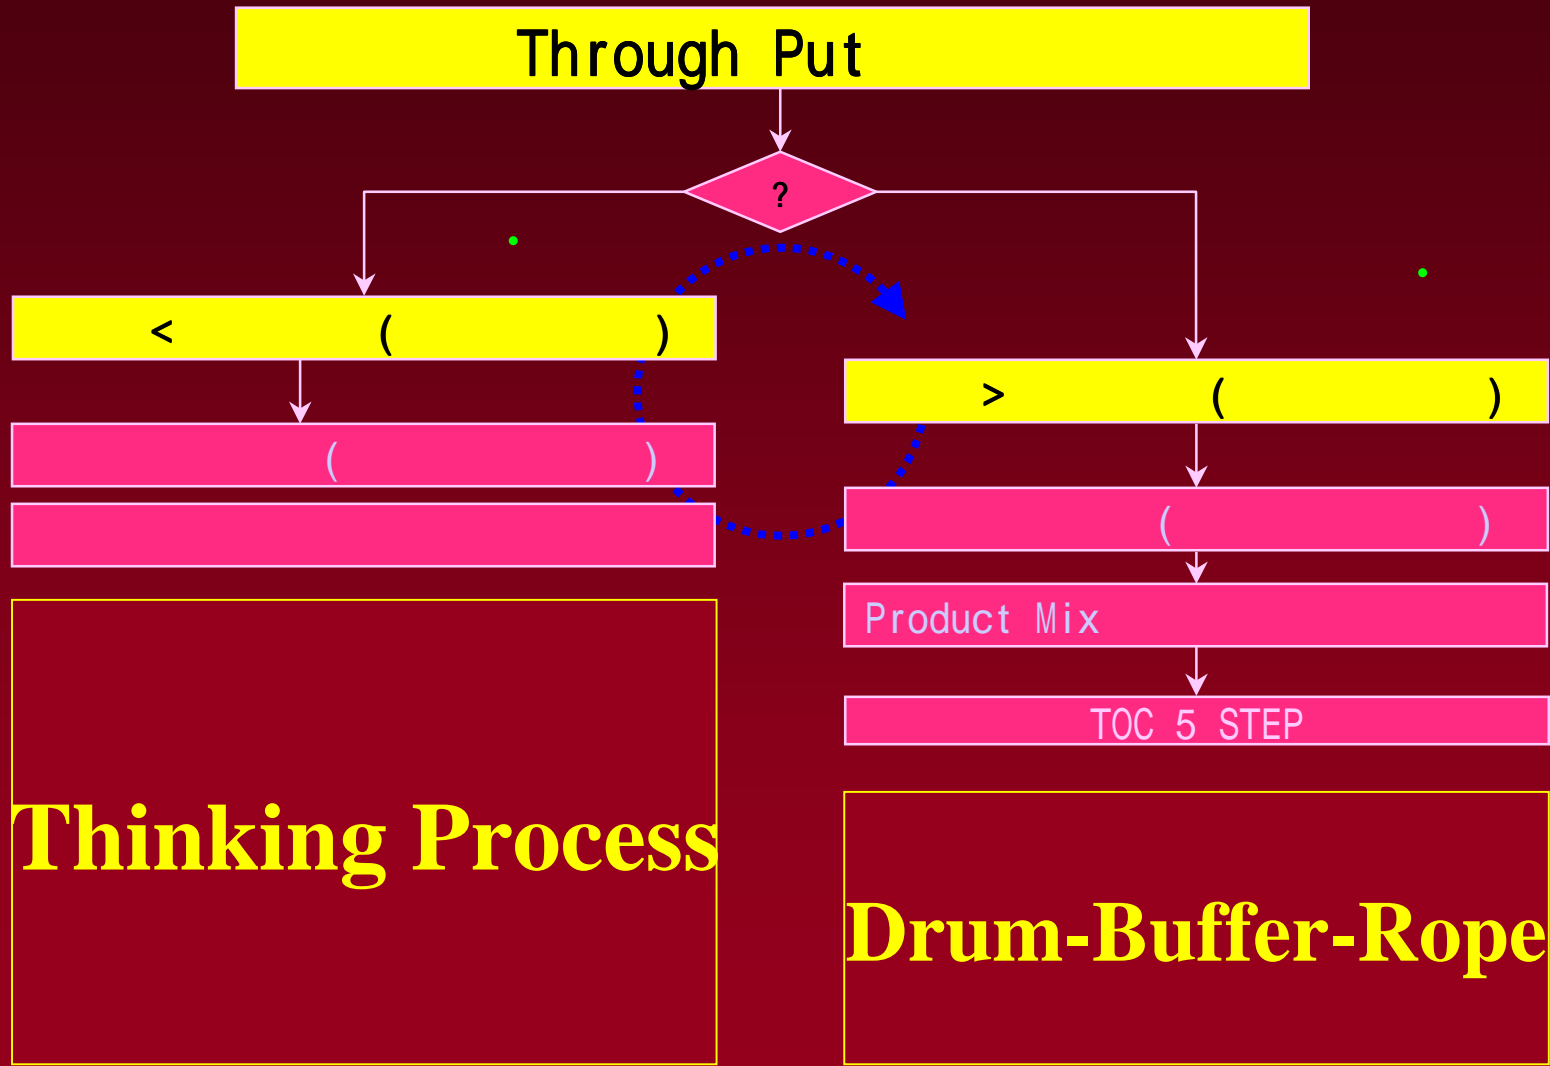 Through Put
?
< ( )
> ( )
( )
( )
Product Mix
TOC 5 STEP
Thinking Process
Drum-Buffer-Rope